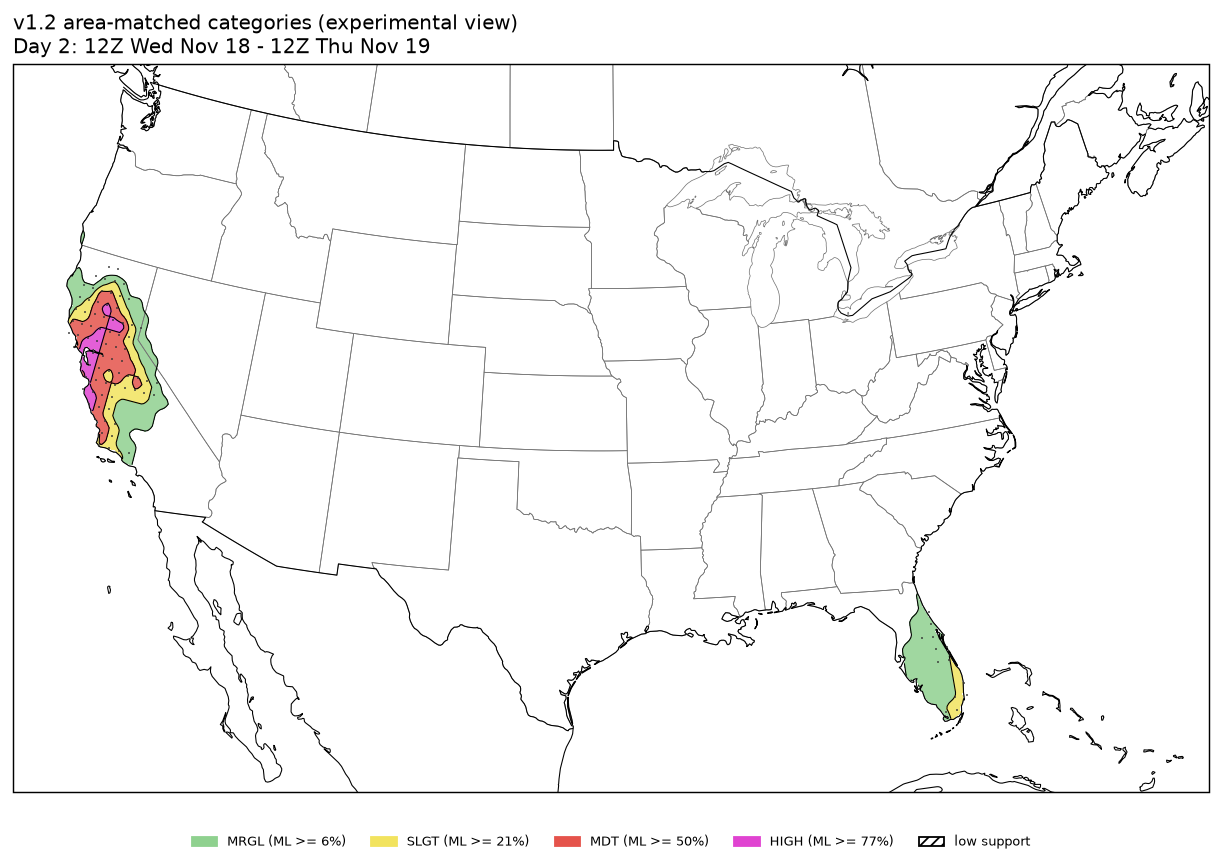 v1.2 area-matched categories (experimental view)
Day 2: 12Z Wed Nov 18 - 12Z Thu Nov 19
MRGL (ML >= 6%) SLGT (ML >= 21%) MDT (ML >= 50%) HIGH (ML >= 77%) low support